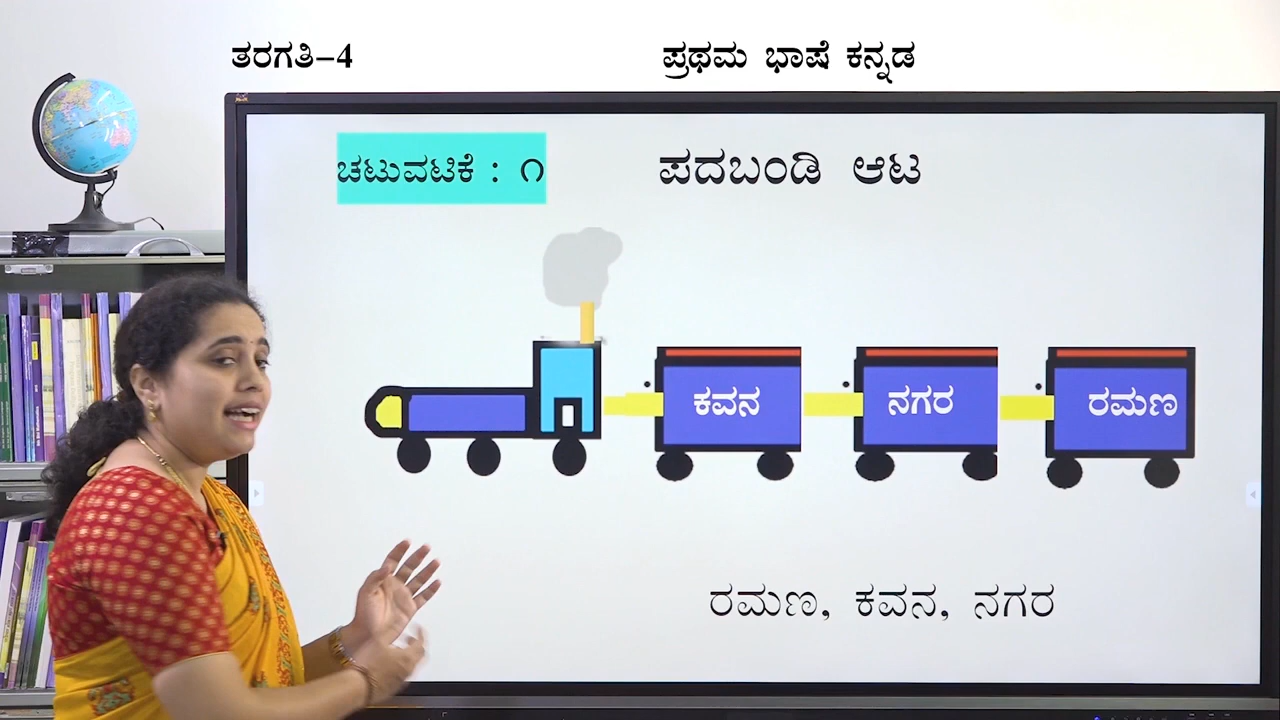 ತರಗತಿ-4
ಪ್ರಥಮ ಭಾಷೆ ಕನ್ನಡ
ಚಟುವಟಿಕೆ : ೧
ಪದಬಂಡಿ ಆಟ
ಕವನ
ನಗರ
ರಮಣ
ರಮಣ, ಕವನ, ನಗರ